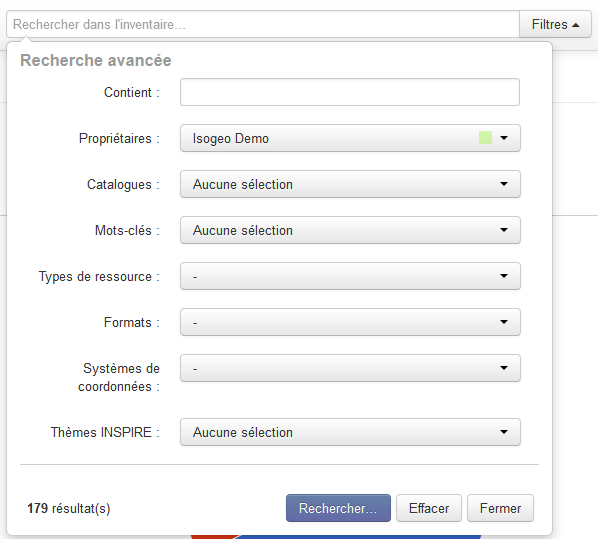 Rechercher dans l'inventaire...
Filtres
Recherche avancée
Contient :
Propriétaires : Isogeo Demo
Catalogues : Aucune sélection
Mots-clés : Aucune sélection
Types de ressource : -
Formats : -
Systèmes de coordonnées : -
Thèmes INSPIRE : Aucune sélection
179 résultat(s)
Rechercher... Effacer Fermer